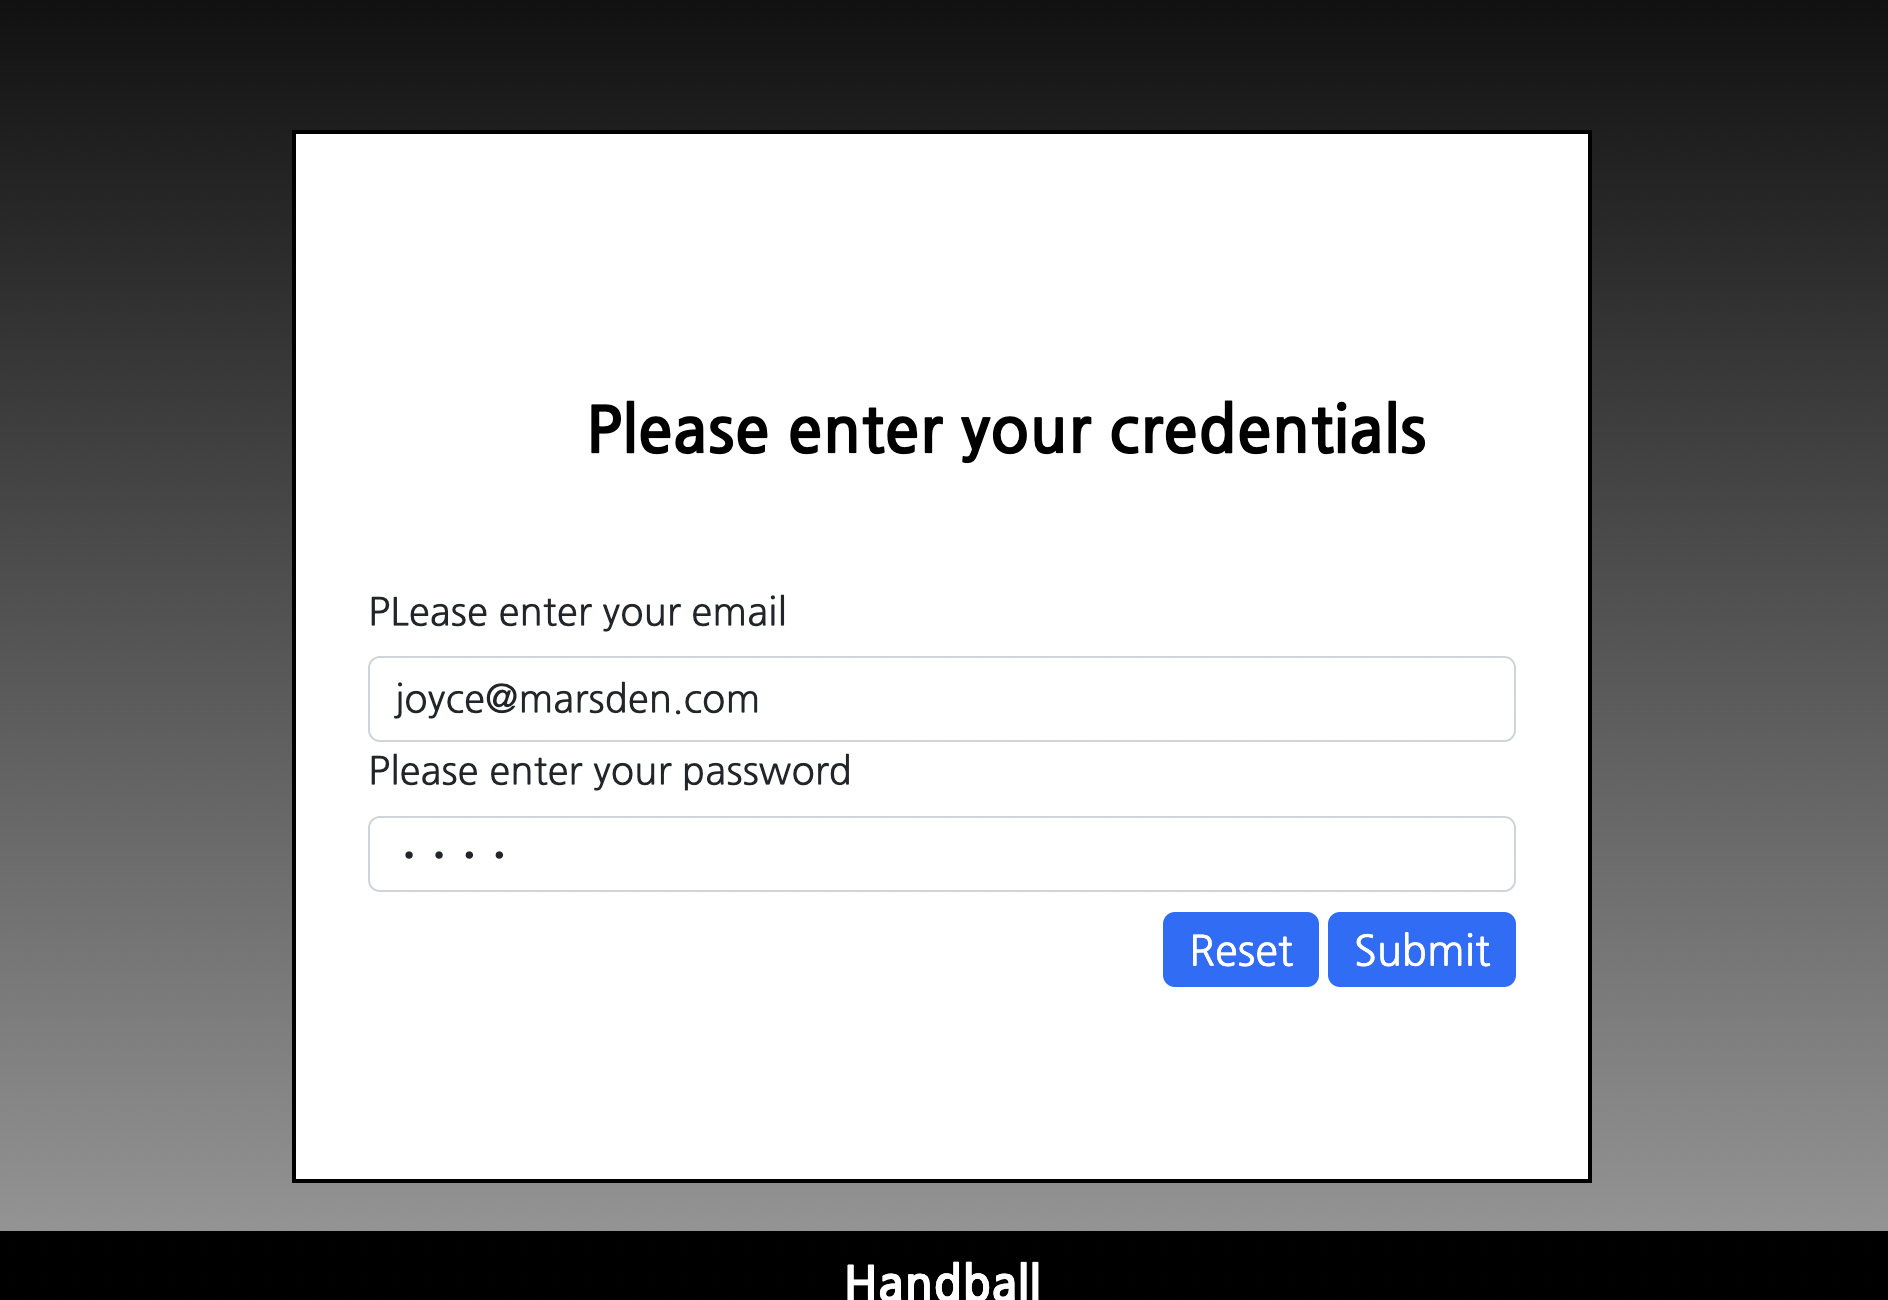 Please enter your credentials
PLease enter your email
joyce@marsden.com
Please enter your password
• • • •
Reset Submit
Handball